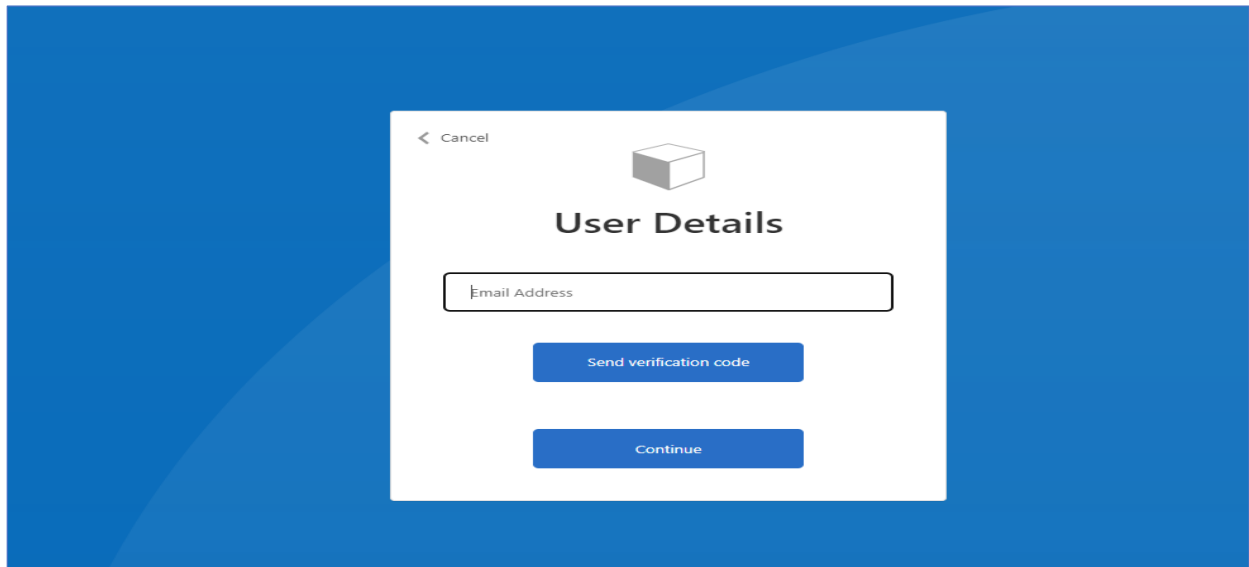 Cancel
User Details
Email Address
Send verification code
Continue